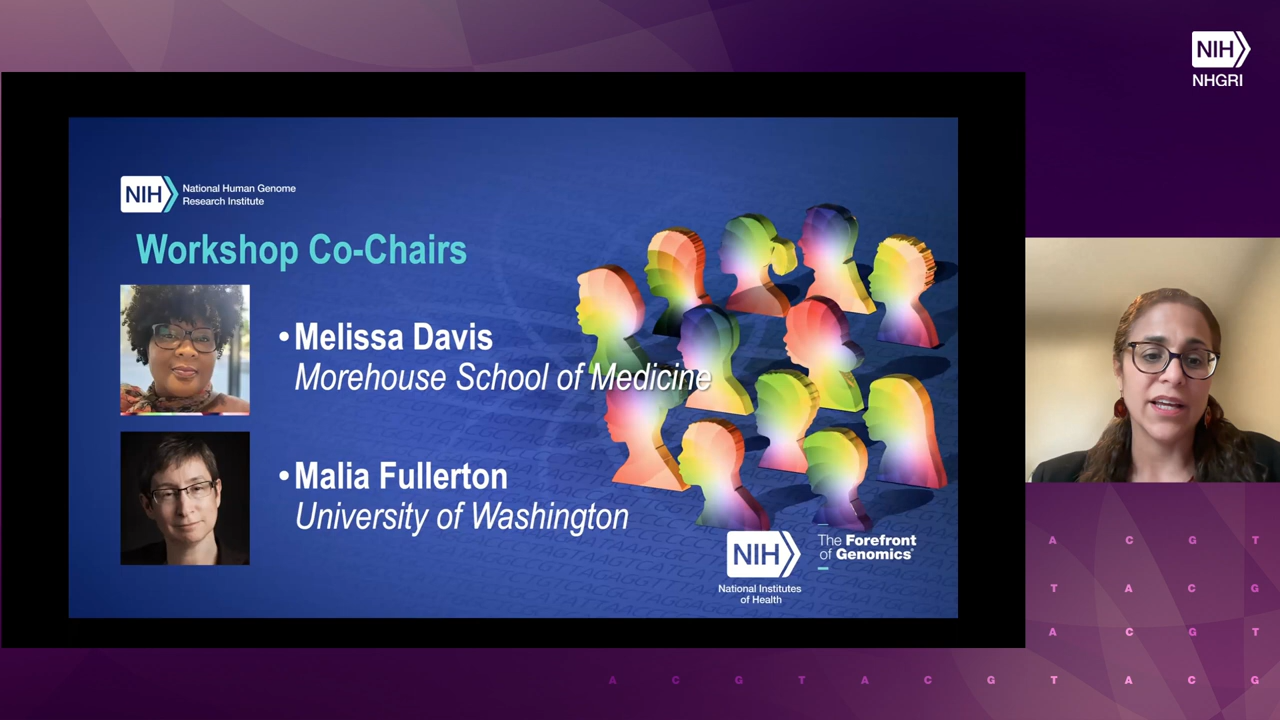 NIH
NHGRI
NIH National Human Genome
Research Institute
Workshop Co-Chairs
•Melissa Davis
Morehouse School of Medicine
•Malia Fullerton
University of Washington
NIH
National Institutes
of Health
The Forefront
of Genomics®
A C G T
T A C G
A C G T
A C G T A C G T A C G